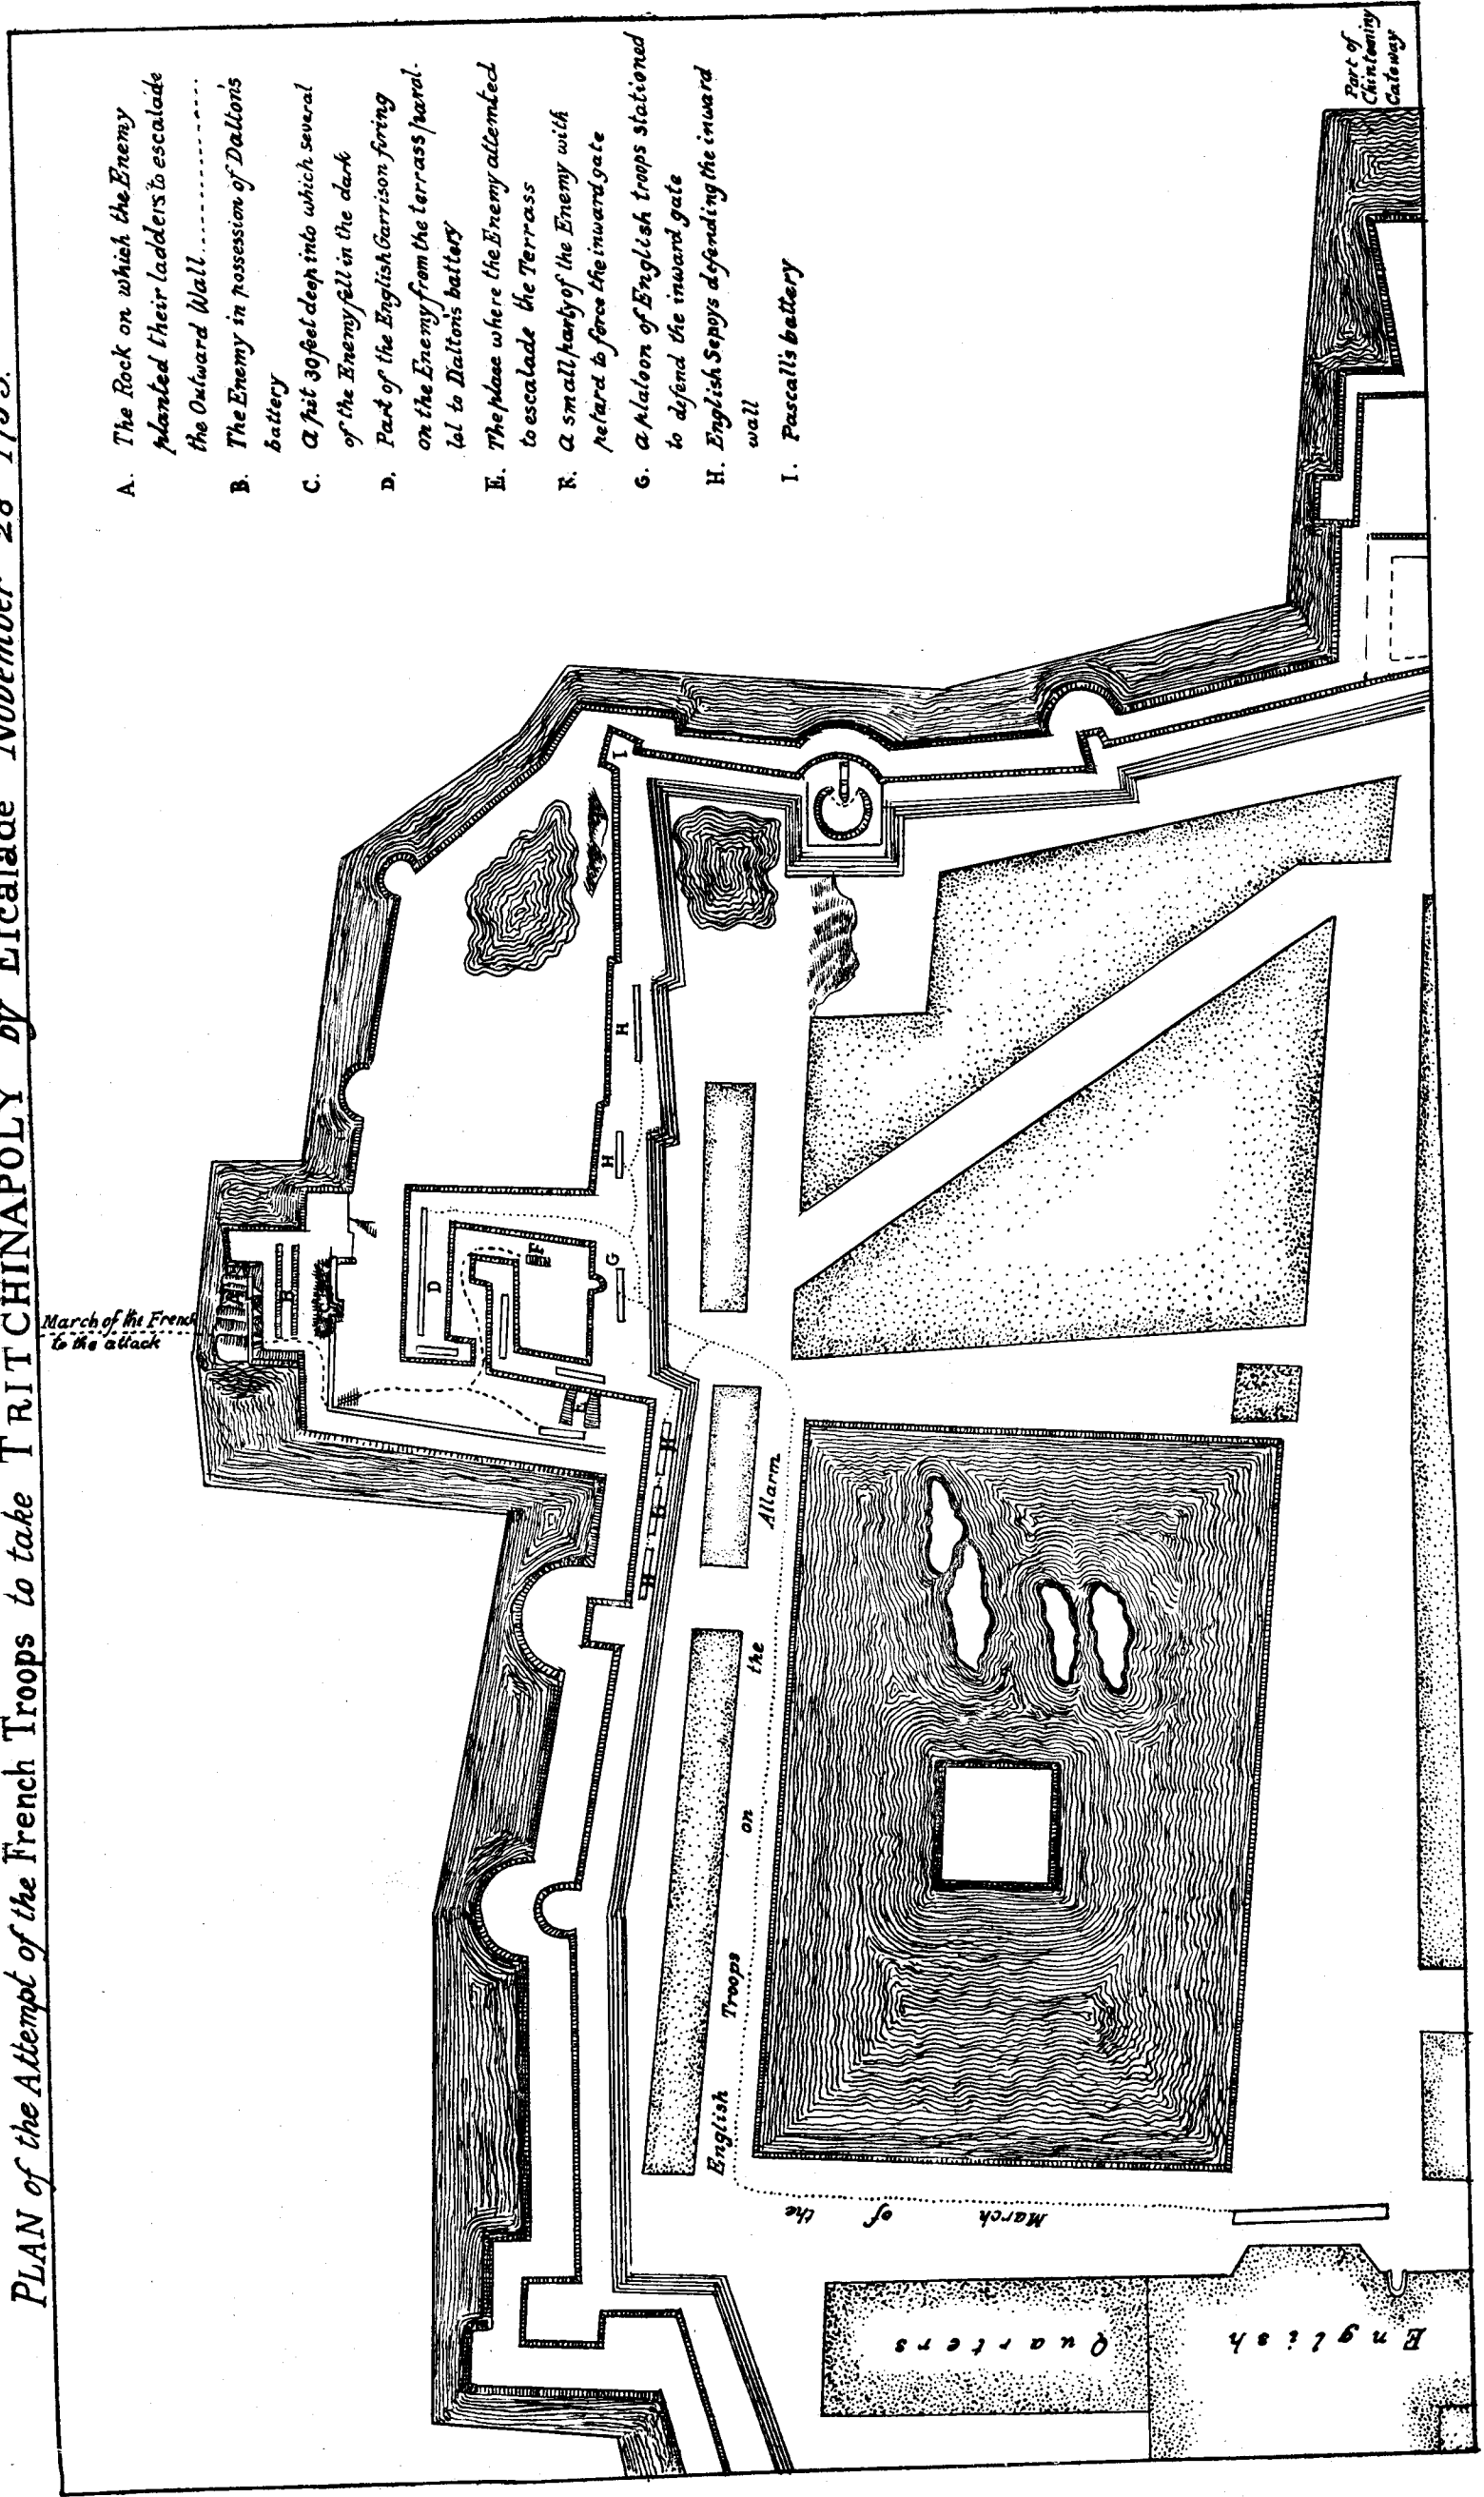 PLAN of the Attempt of the French Troops to take TRITCHINAPOLY by Escalade November 28 1753.
A. The Rock on which the Enemy
planted their ladders to escalade
the Outward Wall
B. The Enemy in possession of Dalton's
battery
C. a pit 30 feet deep into which several
of the Enemy fell in the dark
D. Part of the English Garrison firing
on the Enemy from the terrass paral-
lel to Dalton's battery
E. The place where the Enemy attemted
to escalade the Terrass
F. a small party of the Enemy with
petard to force the inward gate
G. a platoon of English troops stationed
to defend the inward gate
H. English Sepoys defending the inward
wall
I. Pascall's battery
Part of
Chinteminy
Gateway
March of the French
to the attack
B
D
E
F
G
H
H
H
H
I
March of the
English Troops on the Allarm
English
Quarters